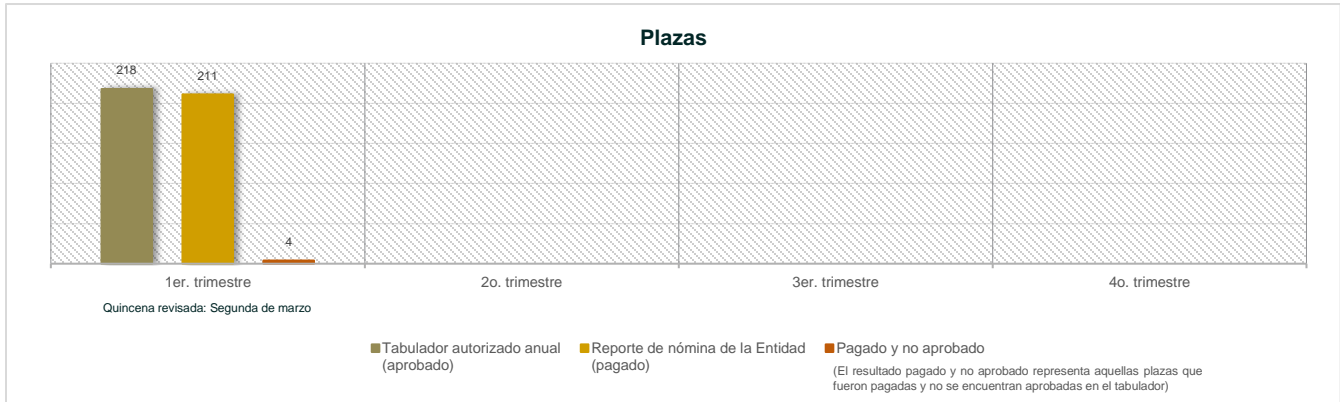 Plazas
218
211
4
1er. trimestre
2o. trimestre
3er. trimestre
4o. trimestre
Quincena revisada: Segunda de marzo
Tabulador autorizado anual
(aprobado)
Reporte de nómina de la Entidad
(pagado)
Pagado y no aprobado
(El resultado pagado y no aprobado representa aquellas plazas que
fueron pagadas y no se encuentran aprobadas en el tabulador)